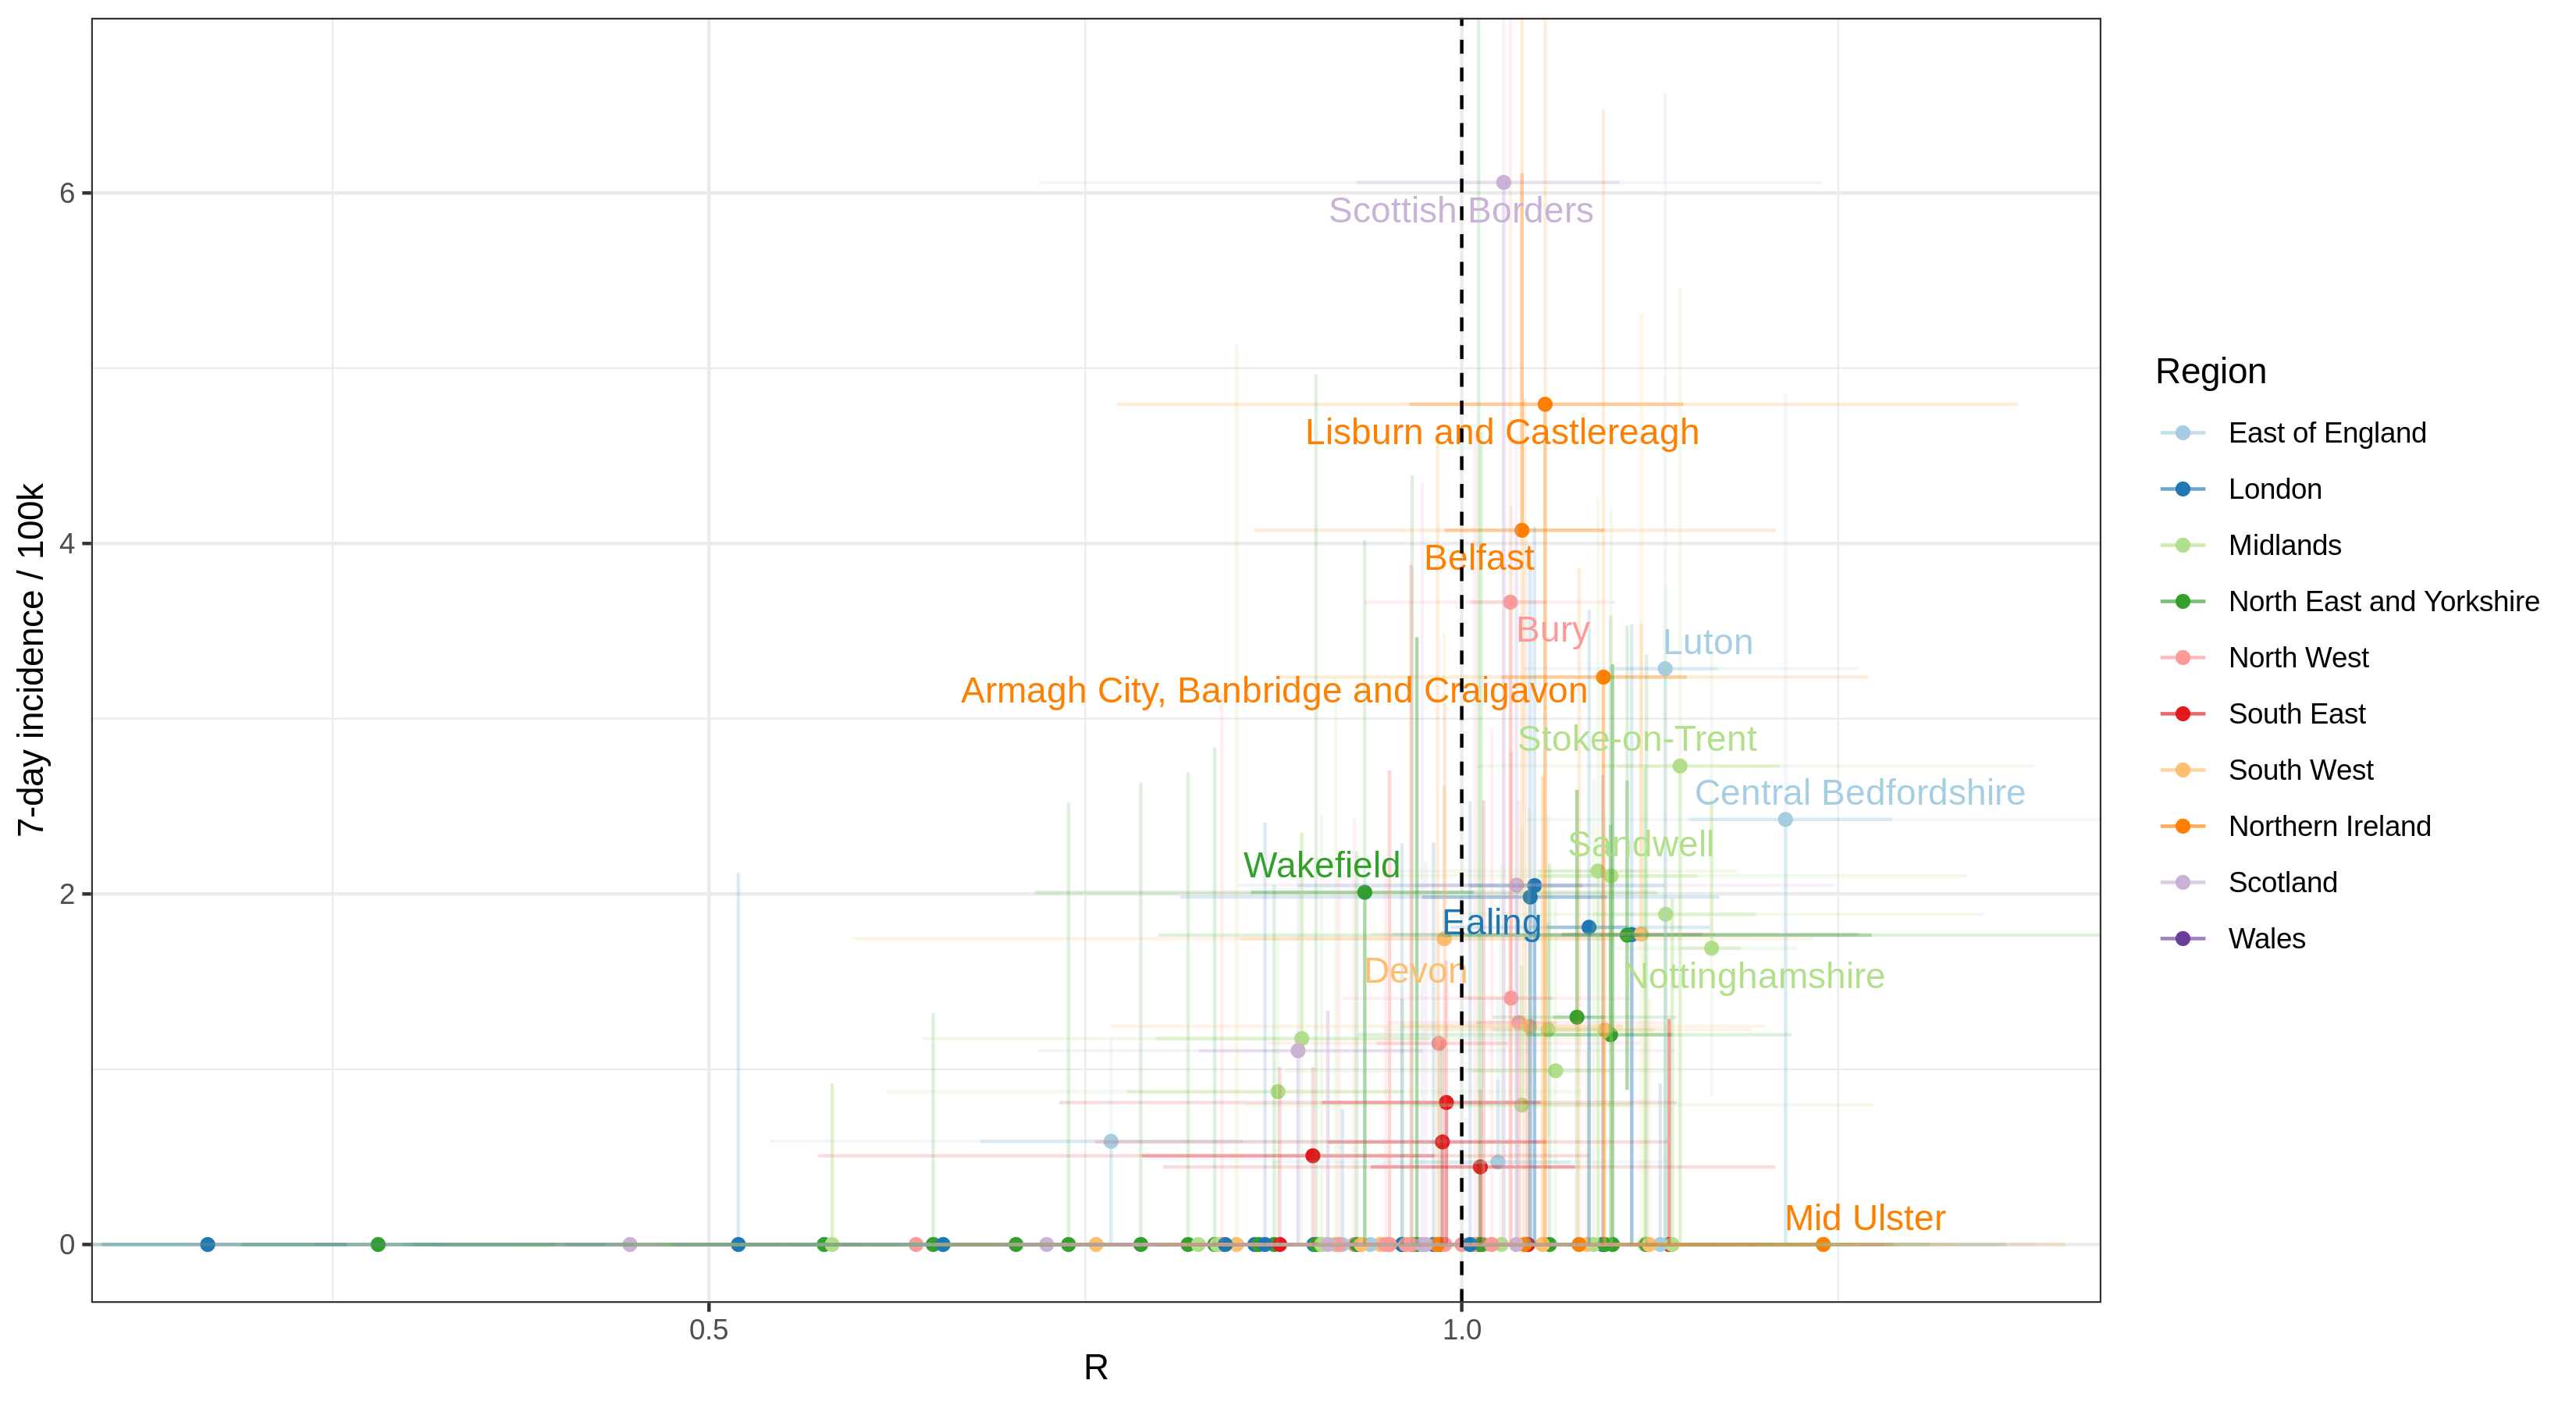 6
4
2
0
7-day incidence / 100k
Scottish Borders
Lisburn and Castlereagh
Belfast
Bury
Luton
Armagh City, Banbridge and Craigavon
Stoke-on-Trent
Central Bedfordshire
Sandwell
Wakefield
Ealing
Devon
Nottinghamshire
Mid Ulster
0.5
1.0
R
Region
East of England
London
Midlands
North East and Yorkshire
North West
South East
South West
Northern Ireland
Scotland
Wales